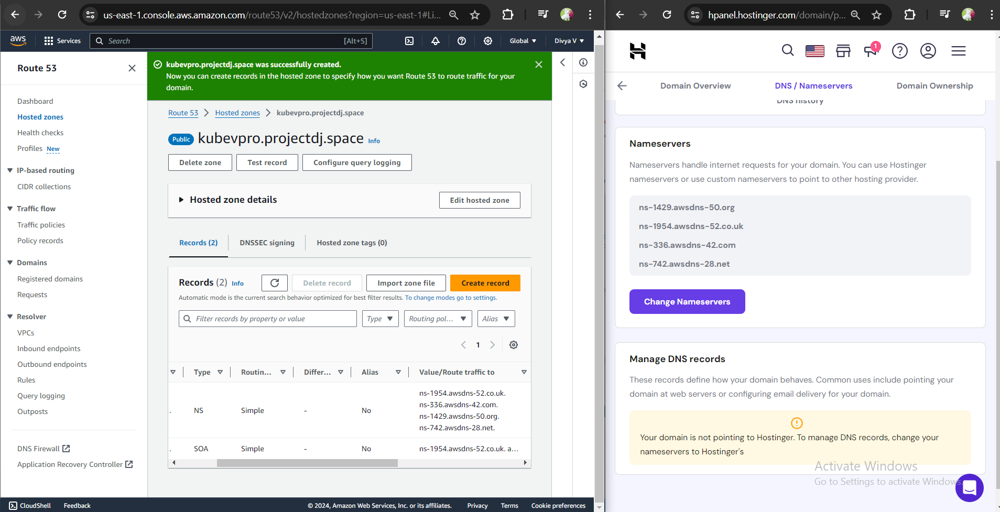 us-east-1.console.aws.amazon.com/route53/v2/hostedzones?region=us-east-1#Li...
aws
Services
Search
[Alt+S]
Global
Divya V
Route 53
Dashboard
Hosted zones
Health checks
Profiles New
IP-based routing
CIDR collections
Traffic flow
Traffic policies
Policy records
Domains
Registered domains
Requests
Resolver
VPCs
Inbound endpoints
Outbound endpoints
Rules
Query logging
Outposts
DNS Firewall
Application Recovery Controller
kubevpro.projectdj.space was successfully created.
Now you can create records in the hosted zone to specify how you want Route 53 to route traffic for your
domain.
Route 53 > Hosted zones > kubevpro.projectdj.space
Public kubevpro.projectdj.space Info
Delete zone
Test record
Configure query logging
Hosted zone details
Edit hosted zone
Records (2)
DNSSEC signing
Hosted zone tags (0)
Records (2) Info
Delete record
Import zone file
Create record
Automatic mode is the current search behavior optimized for best filter results. To change modes go to settings.
Filter records by property or value
Type
Routing pol...
Alias
1
Type
Routin...
Differ...
Alias
Value/Route traffic to
.
NS
Simple
-
No
ns-1954.awsdns-52.co.uk.
ns-336.awsdns-42.com.
ns-1429.awsdns-50.org.
ns-742.awsdns-28.net.
.
SOA
Simple
-
No
ns-1954.awsdns-52.co.uk. a...
CloudShell
Feedback
© 2024, Amazon Web Services, Inc. or its affiliates.
Privacy
Terms
Cookie preferences
hpanel.hostinger.com/domain/p...
1
Domain Overview
DNS / Nameservers
Domain Ownership
DNS history
Nameservers
Nameservers handle internet requests for your domain. You can use Hostinger
nameservers or use custom nameservers to point to other hosting provider.
ns-1429.awsdns-50.org
ns-1954.awsdns-52.co.uk
ns-336.awsdns-42.com
ns-742.awsdns-28.net
Change Nameservers
Manage DNS records
These records define how your domain behaves. Common uses include pointing your
domain at web servers or configuring email delivery for your domain.
Your domain is not pointing to Hostinger. To manage DNS records, change your
nameservers to Hostinger's
Activate Windows
Go to Settings to activate Windows.